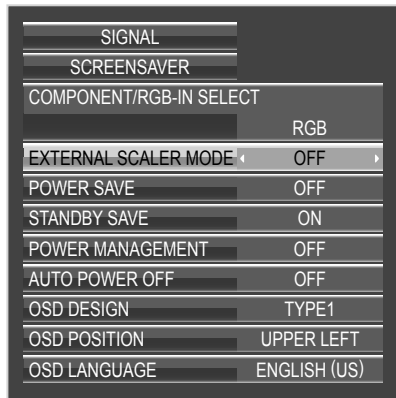 SIGNAL
SCREENSAVER
COMPONENT/RGB-IN SELECT
RGB
EXTERNAL SCALER MODE OFF
POWER SAVE OFF
STANDBY SAVE ON
POWER MANAGEMENT OFF
AUTO POWER OFF OFF
OSD DESIGN TYPE1
OSD POSITION UPPER LEFT
OSD LANGUAGE ENGLISH (US)